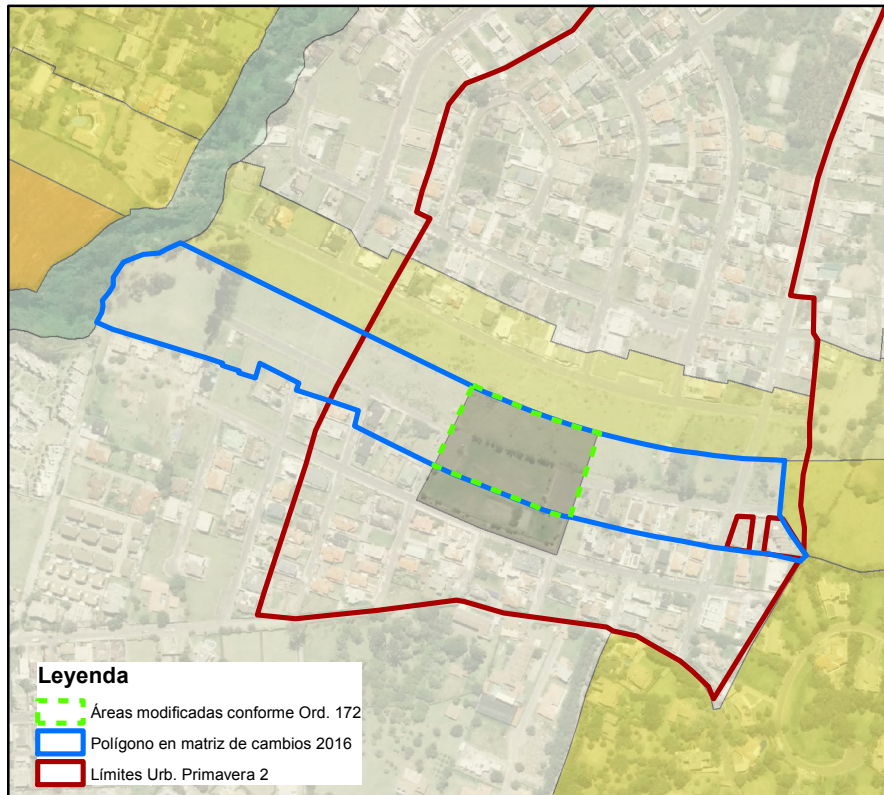 Leyenda
Áreas modificadas conforme Ord. 172
Polígono en matriz de cambios 2016
Límites Urb. Primavera 2